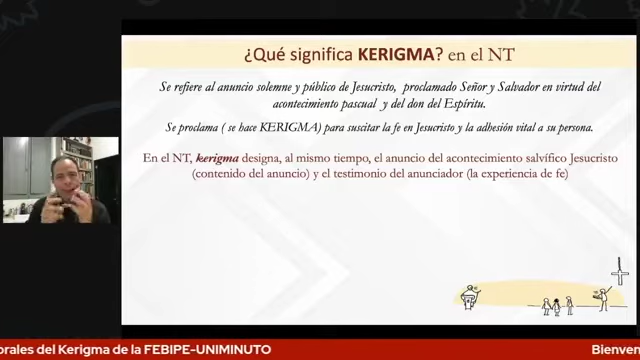 ¿Qué significa KERIGMA? en el NT
Se refiere al anuncio solemne y público de Jesucristo, proclamado Señor y Salvador en virtud del
acontecimiento pascual y del don del Espíritu.
Se proclama ( se hace KERIGMA) para suscitar la fe en Jesucristo y la adhesión vital a su persona.
En el NT, kerigma designa, al mismo tiempo, el anuncio del acontecimiento salvífico Jesucristo
(contenido del anuncio) y el testimonio del anunciador (la experiencia de fe)
orales del Kerigma de la FEBIPE-UNIMINUTO Bienven